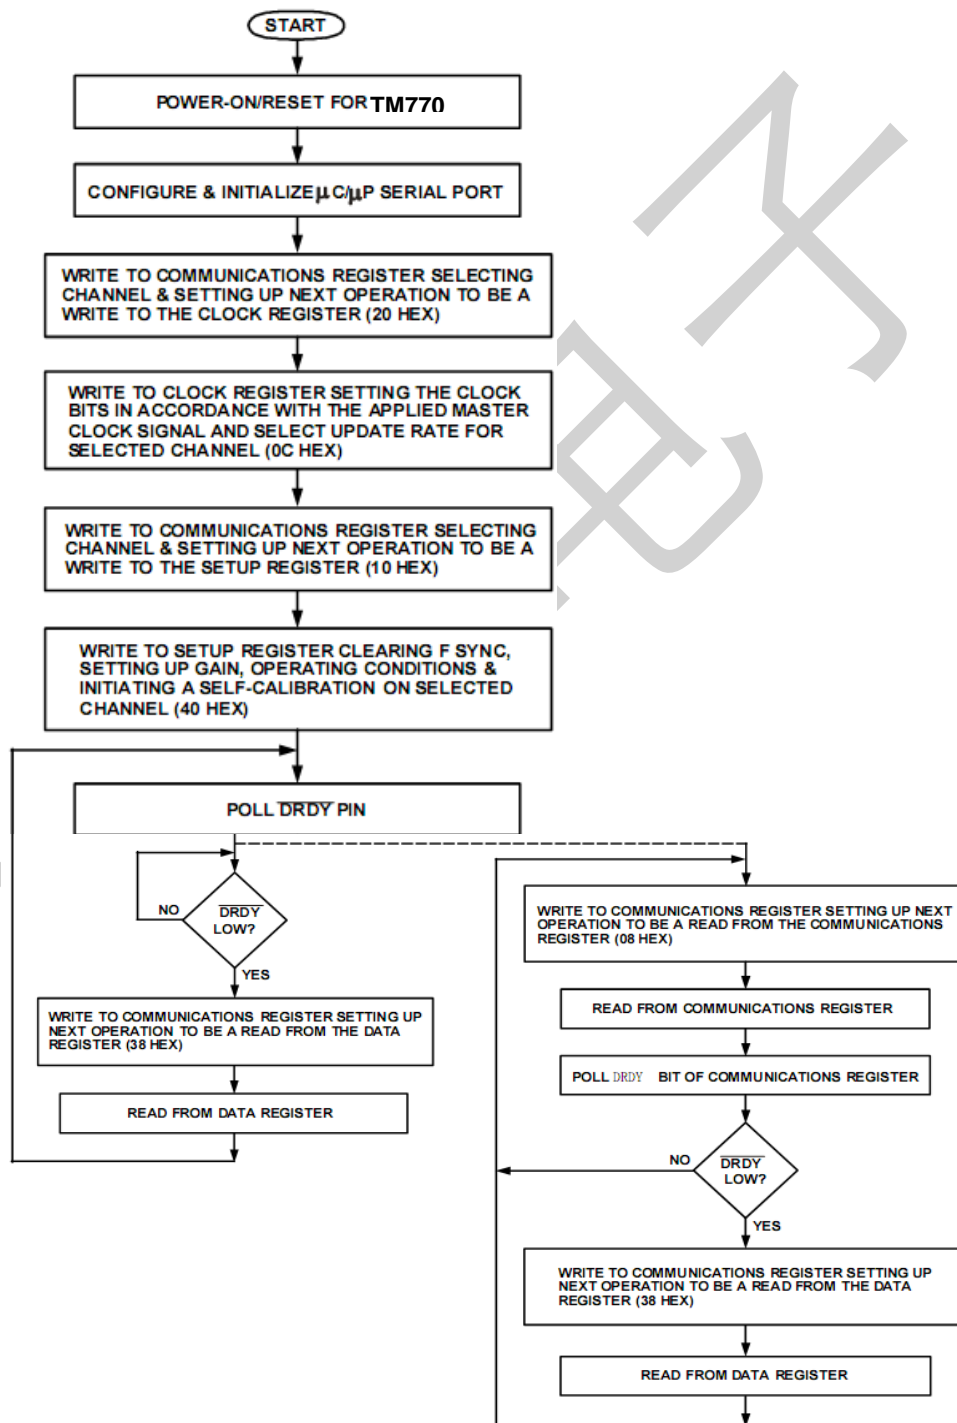 START
POWER-ON/RESET FOR TM770
CONFIGURE & INITIALIZE μC/μP SERIAL PORT
WRITE TO COMMUNICATIONS REGISTER SELECTING
CHANNEL & SETTING UP NEXT OPERATION TO BE A
WRITE TO THE CLOCK REGISTER (20 HEX)
WRITE TO CLOCK REGISTER SETTING THE CLOCK
BITS IN ACCORDANCE WITH THE APPLIED MASTER
CLOCK SIGNAL AND SELECT UPDATE RATE FOR
SELECTED CHANNEL (0C HEX)
WRITE TO COMMUNICATIONS REGISTER SELECTING
CHANNEL & SETTING UP NEXT OPERATION TO BE A
WRITE TO THE SETUP REGISTER (10 HEX)
WRITE TO SETUP REGISTER CLEARING F SYNC,
SETTING UP GAIN, OPERATING CONDITIONS &
INITIATING A SELF-CALIBRATION ON SELECTED
CHANNEL (40 HEX)
POLL DRDY PIN
NO
DRDY
LOW?
YES
WRITE TO COMMUNICATIONS REGISTER SETTING UP
NEXT OPERATION TO BE A READ FROM THE DATA
REGISTER (38 HEX)
READ FROM DATA REGISTER
WRITE TO COMMUNICATIONS REGISTER SETTING UP NEXT
OPERATION TO BE A READ FROM THE COMMUNICATIONS
REGISTER (08 HEX)
READ FROM COMMUNICATIONS REGISTER
POLL DRDY BIT OF COMMUNICATIONS REGISTER
NO
DRDY
LOW?
YES
WRITE TO COMMUNICATIONS REGISTER SETTING UP
NEXT OPERATION TO BE A READ FROM THE DATA
REGISTER (38 HEX)
READ FROM DATA REGISTER
电子